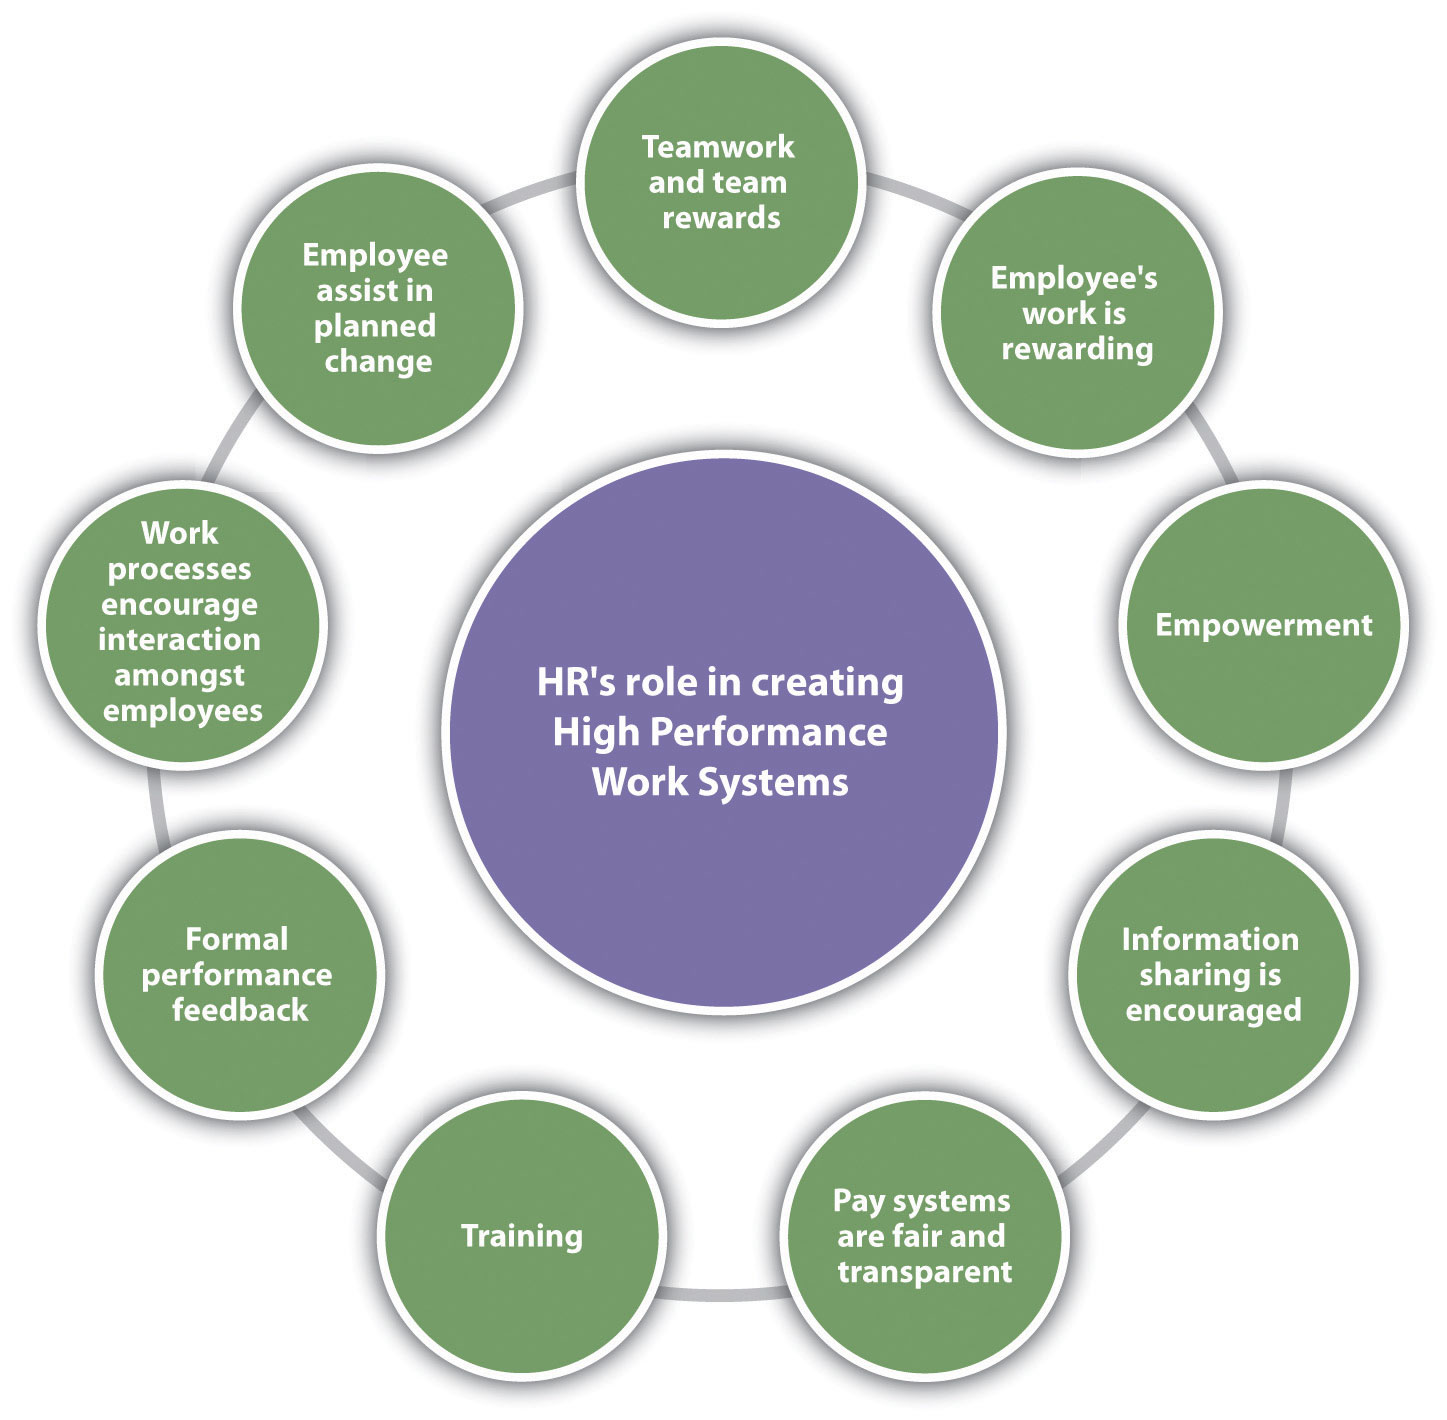 Teamwork
and team
rewards
Employee's
work is
rewarding
Empowerment
Information
sharing is
encouraged
Pay systems
are fair and
transparent
Training
Formal
performance
feedback
Work
processes
encourage
interaction
amongst
employees
Employee
assist in
planned
change
HR's role in creating
High Performance
Work Systems